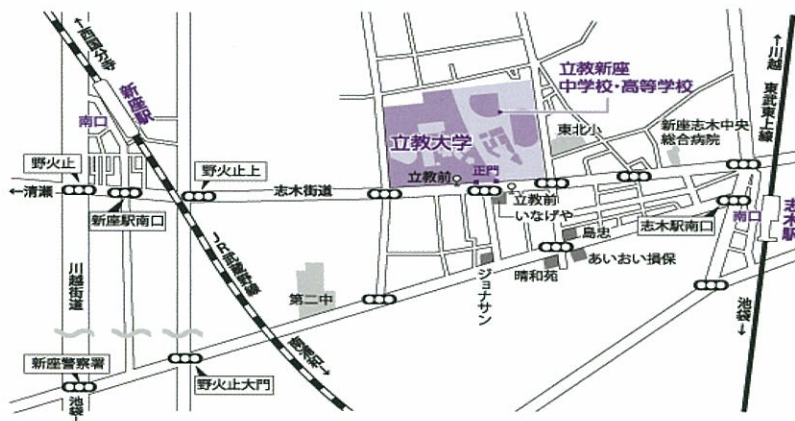 ←西国分寺
新座駅
南口
野火止
←清瀬
新座駅南口
野火止上
志木街道
川越街道
JR武蔵野線
南浦和→
第二中
新座警察署
池袋↓
野火止大門
立教大学
立教新座
中学校・高等学校
立教前
正門
立教前
いなげや
東北小
新座志木中央
総合病院
←川越
東武東上線
志木駅
南口
志木駅南口
島忠
あいおい損保
晴和苑
ジョナサン
池袋→